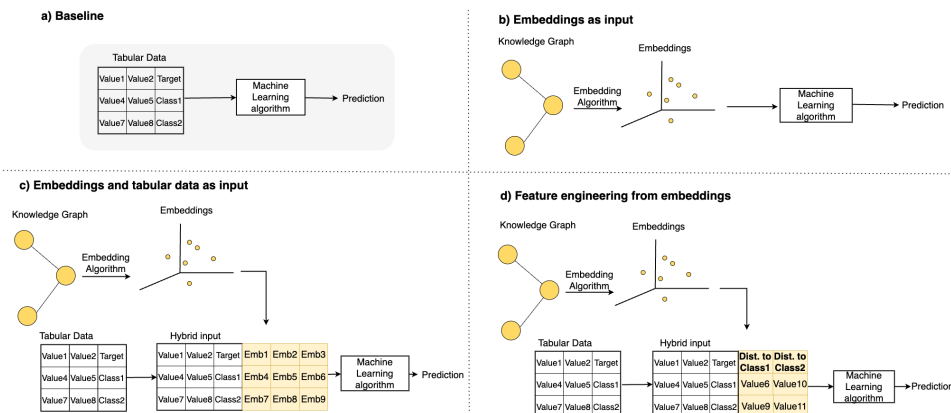 a) Baseline
Tabular Data
Value1 Value2 Target
Value4 Value5 Class1
Value7 Value8 Class2
Machine
Learning
algorithm
Prediction
b) Embeddings as input
Knowledge Graph
Embeddings
Embedding
Algorithm
Machine
Learning
algorithm
Prediction
c) Embeddings and tabular data as input
Knowledge Graph
Embeddings
Embedding
Algorithm
Tabular Data
Value1 Value2 Target
Value4 Value5 Class1
Value7 Value8 Class2
Hybrid input
Value1 Value2 Target Emb1 Emb2 Emb3
Value4 Value5 Class1 Emb4 Emb5 Emb6
Value7 Value8 Class2 Emb7 Emb8 Emb9
Machine
Learning
algorithm
Prediction
d) Feature engineering from embeddings
Knowledge Graph
Embeddings
Embedding
Algorithm
Tabular Data
Value1 Value2 Target
Value4 Value5 Class1
Value7 Value8 Class2
Hybrid input
Value1 Value2 Target Dist. to Class1 Dist. to Class2
Value4 Value5 Class1 Value6 Value10
Value7 Value8 Class2 Value9 Value11
Machine
Learning
algorithm
Prediction